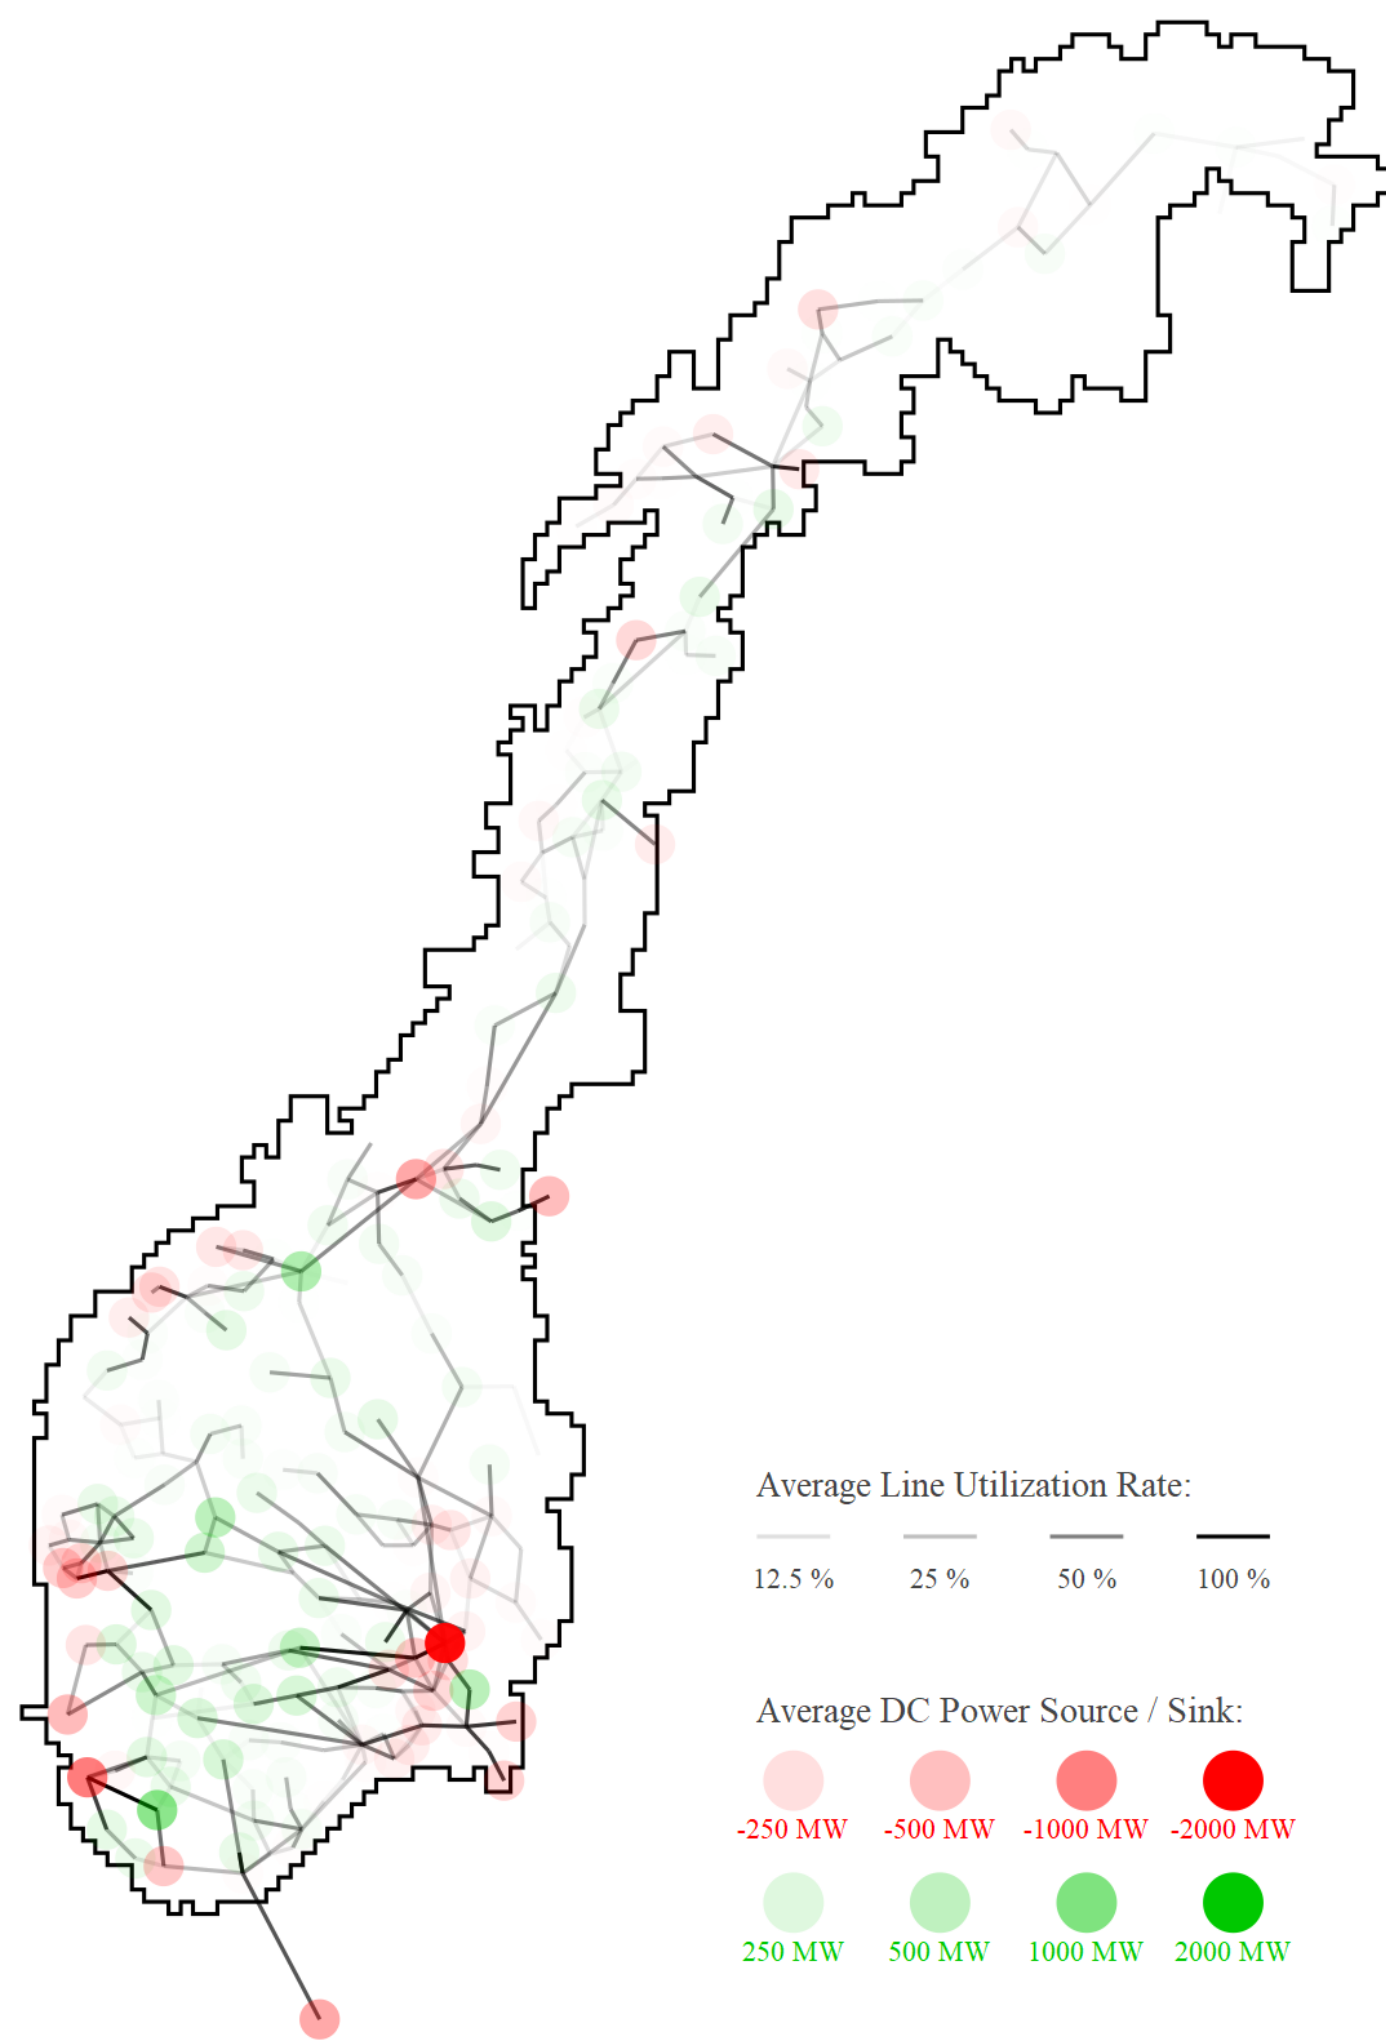 Average Line Utilization Rate:
12.5 % 25 % 50 % 100 %
Average DC Power Source / Sink:
-250 MW -500 MW -1000 MW -2000 MW
250 MW 500 MW 1000 MW 2000 MW